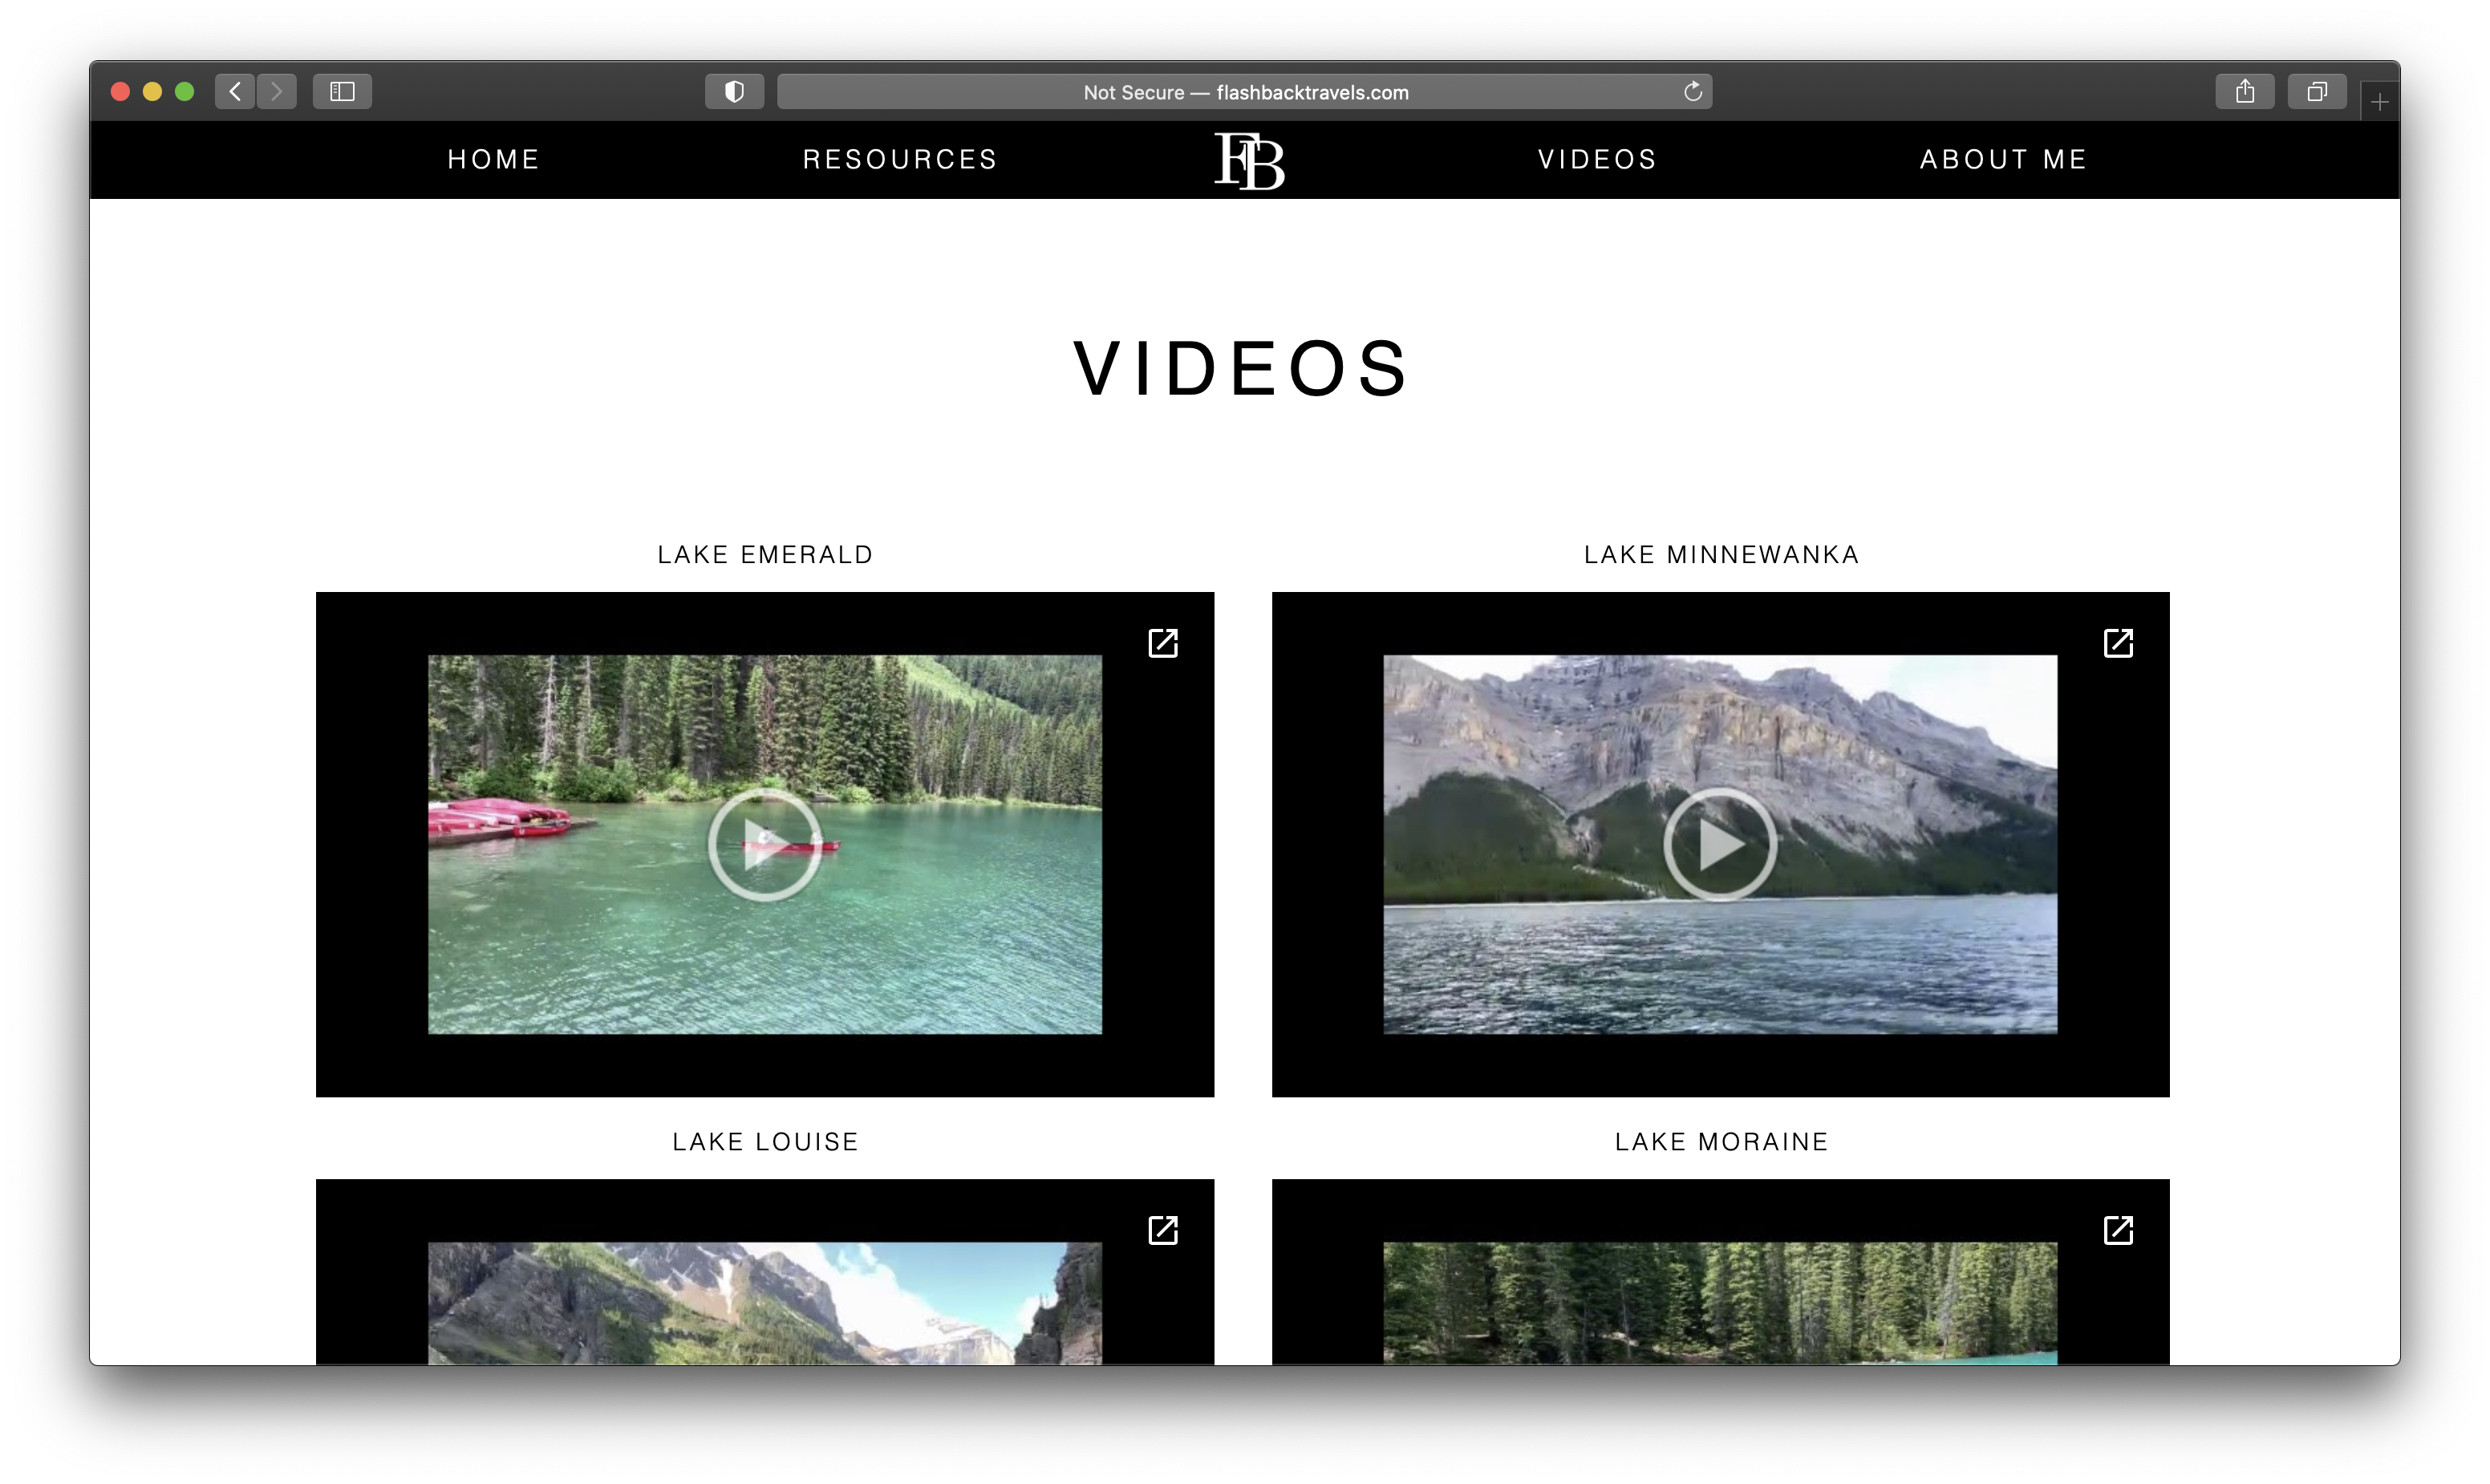 Not Secure — flashbacktravels.com
HOME RESOURCES FB VIDEOS ABOUT ME
VIDEOS
LAKE EMERALD LAKE MINNEWANKA
LAKE LOUISE LAKE MORAINE